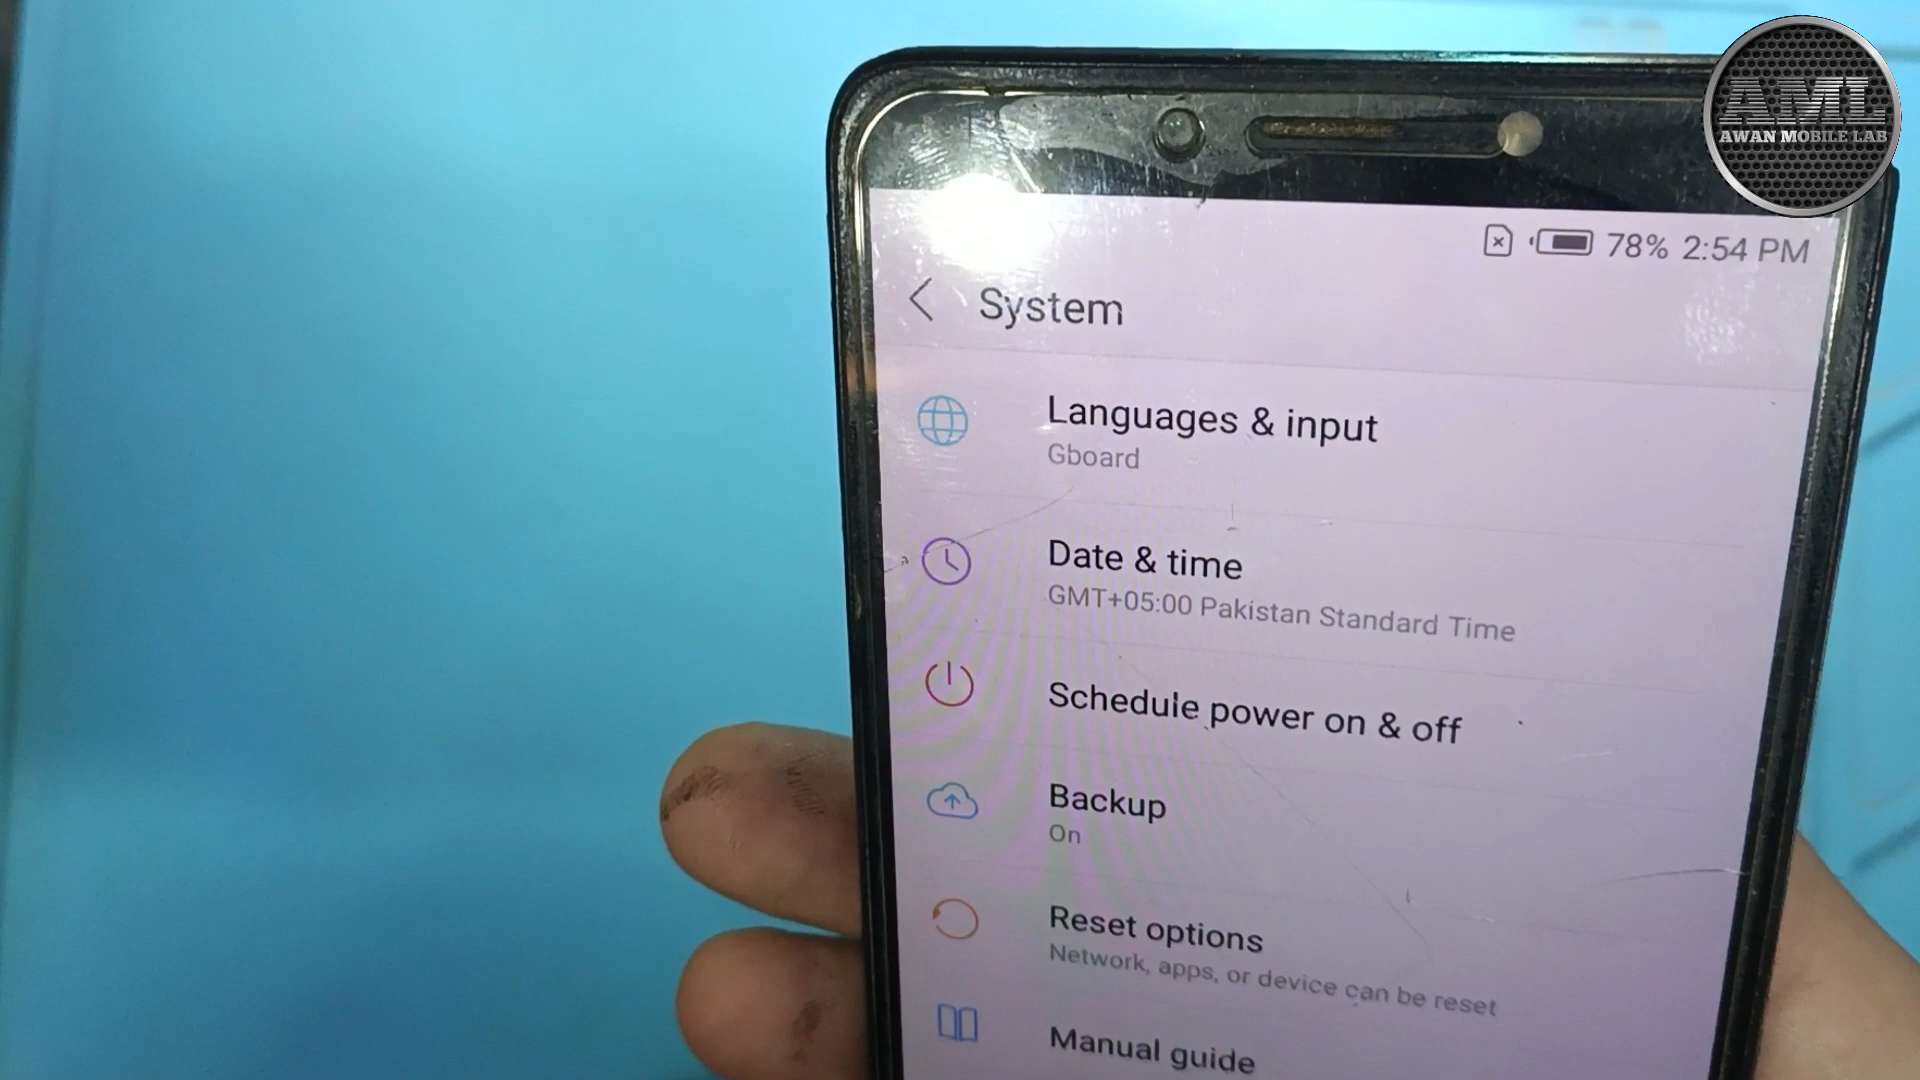 AML
AWAN MOBILE LAB
78% 2:54 PM
System
Languages & input
Gboard
Date & time
GMT+05:00 Pakistan Standard Time
Schedule power on & off
Backup
On
Reset options
Network, apps, or device can be reset
Manual guide